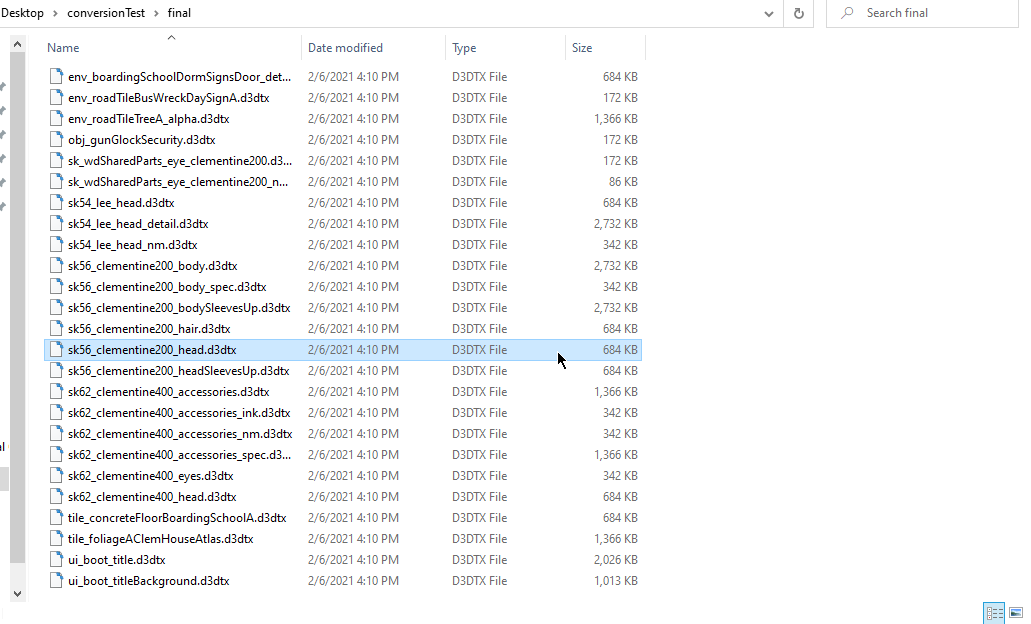 Desktop > conversionTest > final
Search final
Name Date modified Type Size
env_boardingSchoolDormSignsDoor_det... 2/6/2021 4:10 PM D3DTX File 684 KB
env_roadTileBusWreckDaySignA.d3dtx 2/6/2021 4:10 PM D3DTX File 172 KB
env_roadTileTreeA_alpha.d3dtx 2/6/2021 4:10 PM D3DTX File 1,366 KB
obj_gunGlockSecurity.d3dtx 2/6/2021 4:10 PM D3DTX File 172 KB
sk_wdSharedParts_eye_clementine200.d3... 2/6/2021 4:10 PM D3DTX File 172 KB
sk_wdSharedParts_eye_clementine200_n... 2/6/2021 4:10 PM D3DTX File 86 KB
sk54_lee_head.d3dtx 2/6/2021 4:10 PM D3DTX File 684 KB
sk54_lee_head_detail.d3dtx 2/6/2021 4:10 PM D3DTX File 2,732 KB
sk54_lee_head_nm.d3dtx 2/6/2021 4:10 PM D3DTX File 342 KB
sk56_clementine200_body.d3dtx 2/6/2021 4:10 PM D3DTX File 2,732 KB
sk56_clementine200_body_spec.d3dtx 2/6/2021 4:10 PM D3DTX File 342 KB
sk56_clementine200_bodySleevesUp.d3dtx 2/6/2021 4:10 PM D3DTX File 2,732 KB
sk56_clementine200_hair.d3dtx 2/6/2021 4:10 PM D3DTX File 684 KB
sk56_clementine200_head.d3dtx 2/6/2021 4:10 PM D3DTX File 684 KB
sk56_clementine200_headSleevesUp.d3dtx 2/6/2021 4:10 PM D3DTX File 684 KB
sk62_clementine400_accessories.d3dtx 2/6/2021 4:10 PM D3DTX File 1,366 KB
sk62_clementine400_accessories_ink.d3dtx 2/6/2021 4:10 PM D3DTX File 342 KB
sk62_clementine400_accessories_nm.d3dtx 2/6/2021 4:10 PM D3DTX File 342 KB
sk62_clementine400_accessories_spec.d3... 2/6/2021 4:10 PM D3DTX File 1,366 KB
sk62_clementine400_eyes.d3dtx 2/6/2021 4:10 PM D3DTX File 342 KB
sk62_clementine400_head.d3dtx 2/6/2021 4:10 PM D3DTX File 684 KB
tile_concreteFloorBoardingSchoolA.d3dtx 2/6/2021 4:10 PM D3DTX File 684 KB
tile_foliageAClemHouseAtlas.d3dtx 2/6/2021 4:10 PM D3DTX File 1,366 KB
ui_boot_title.d3dtx 2/6/2021 4:10 PM D3DTX File 2,026 KB
ui_boot_titleBackground.d3dtx 2/6/2021 4:10 PM D3DTX File 1,013 KB